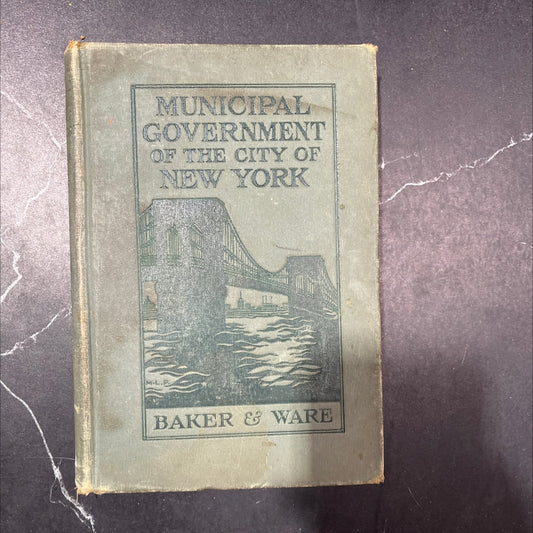 MUNICIPAL
GOVERNMENT
OF THE CITY OF
NEW YORK
M.L.P.
BAKER & WARE